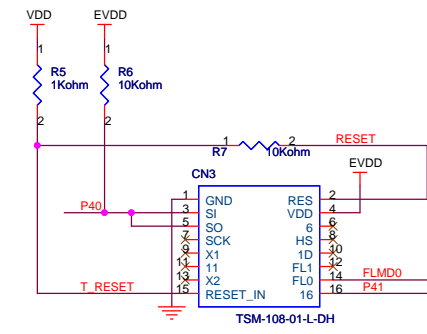 VDD EVDD
1 1
R5 R6
1Kohm 10Kohm
2 2
1 2 RESET
R7 10Kohm
EVDD
CN3
1 GND RES 2
P40 3 SI VDD 4
5 SO 6 6
7 SCK HS 8
9 X1 1D 10
11 11 FL1 12
13 X2 FL0 14 FLMD0
T_RESET 15 RESET_IN 16 16 P41
TSM-108-01-L-DH